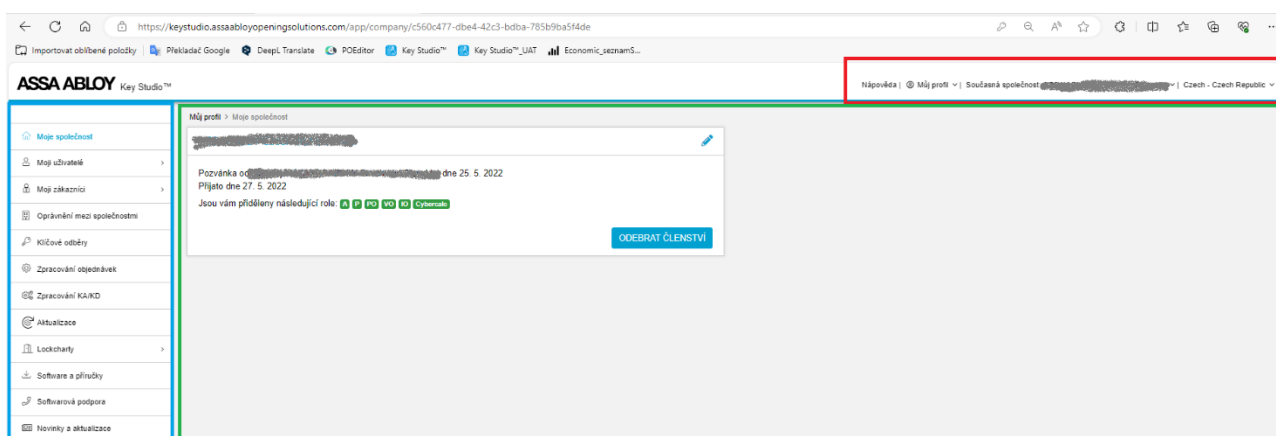 https://keystudio.assaabloyopeningsolutions.com/app/company/c560c477-dbe4-42c3-bdba-785b9ba5f4de
Importovat oblíbené položky Překladač Google DeepL Translate POEditor Key Studio™ Key Studio™_UAT Economic_seznamS...
ASSA ABLOY Key Studio™
Nápověda | Můj profil | Současná společnost: | Czech - Czech Republic
Můj profil > Moje společnost
Moje společnost
Moji uživatelé
Moji zákazníci
Oprávnění mezi společnostmi
Klíčové odběry
Zpracování objednávek
Zpracování KA/KD
Aktualizace
Lockcharty
Software a příručky
Softwarová podpora
Novinky a aktualizace
Pozvánka od dne 25. 5. 2022
Přijato dne 27. 5. 2022
Jsou vám přiděleny následující role: A P PO VO IO Cybersale
ODEBRAT ČLENSTVÍ